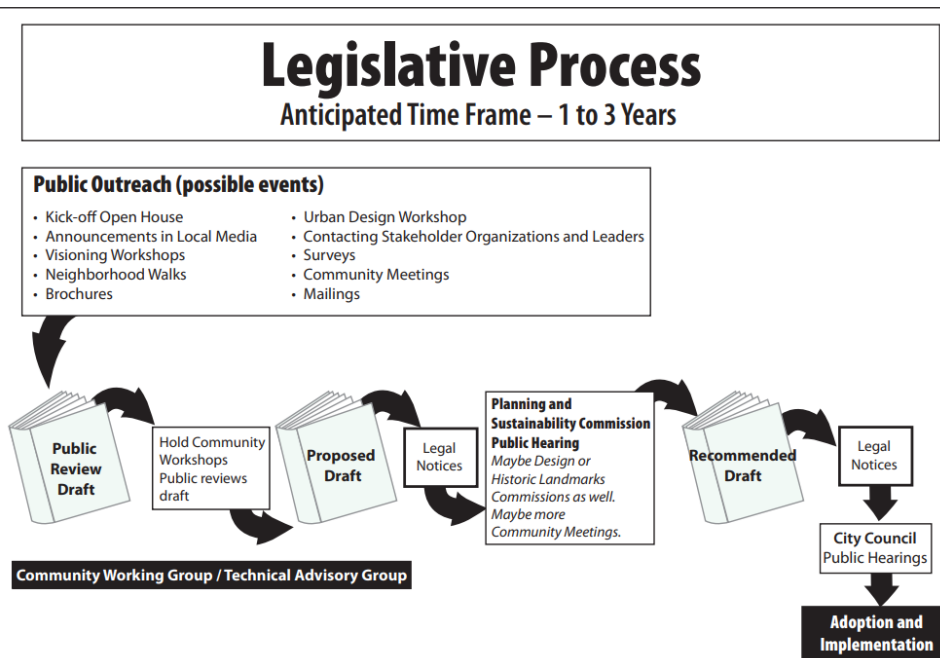 Legislative Process
Anticipated Time Frame – 1 to 3 Years
Public Outreach (possible events)
• Kick-off Open House
• Announcements in Local Media
• Visioning Workshops
• Neighborhood Walks
• Brochures
• Urban Design Workshop
• Contacting Stakeholder Organizations and Leaders
• Surveys
• Community Meetings
• Mailings
Public
Review
Draft
Hold Community
Workshops
Public reviews
draft
Proposed
Draft
Legal
Notices
Planning and
Sustainability Commission
Public Hearing
Maybe Design or
Historic Landmarks
Commissions as well.
Maybe more
Community Meetings.
Recommended
Draft
Legal
Notices
City Council
Public Hearings
Adoption and
Implementation
Community Working Group / Technical Advisory Group